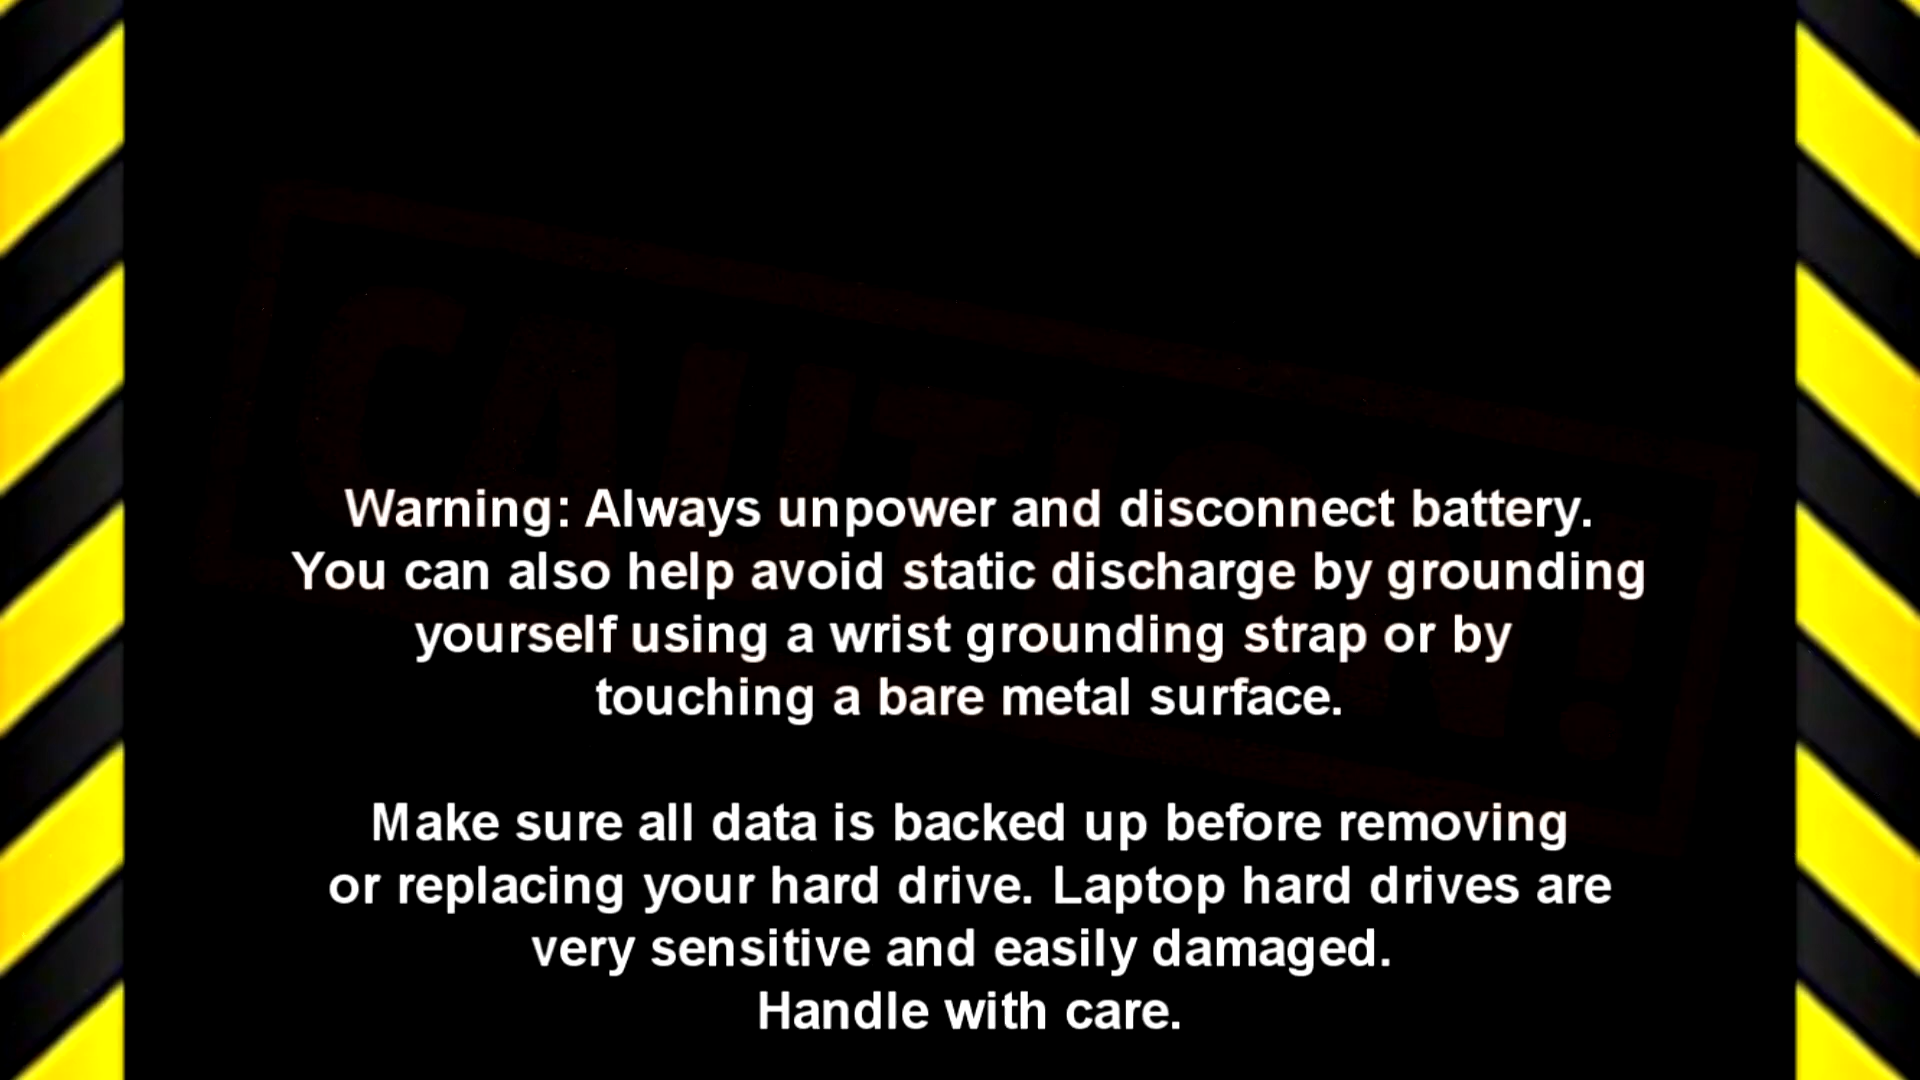 CAUTION!
Warning: Always unpower and disconnect battery.
You can also help avoid static discharge by grounding
yourself using a wrist grounding strap or by
touching a bare metal surface.
Make sure all data is backed up before removing
or replacing your hard drive. Laptop hard drives are
very sensitive and easily damaged.
Handle with care.